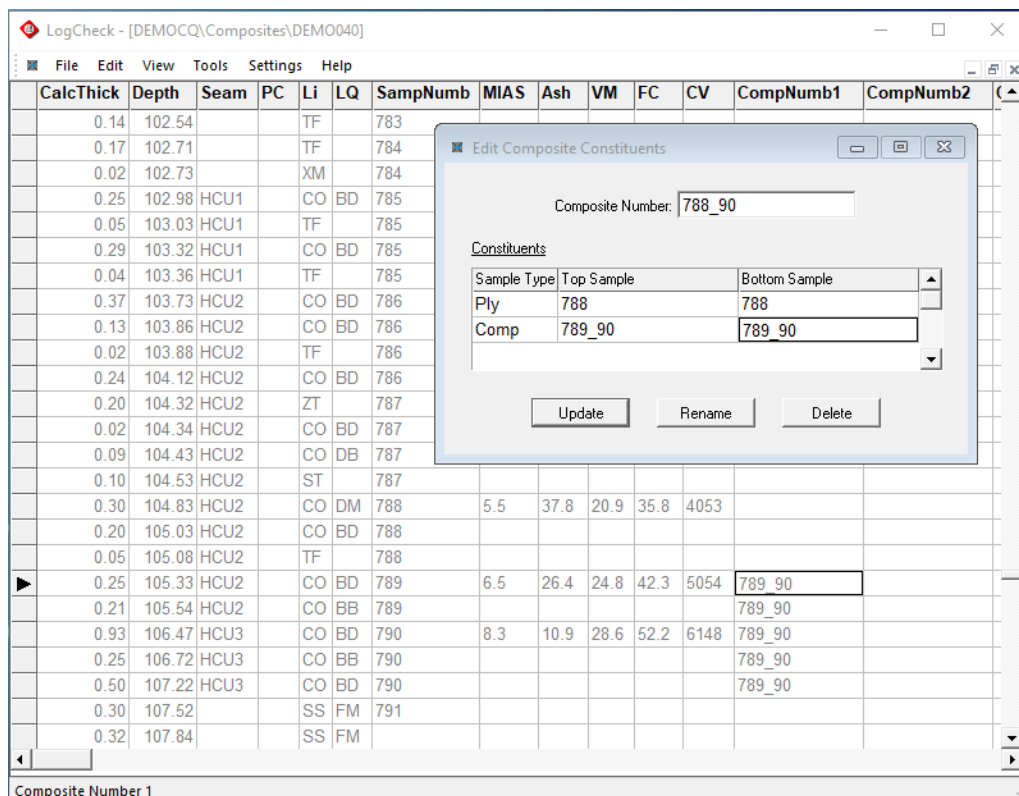 LogCheck - [DEMOCQ\Composites\DEMO040]
File Edit View Tools Settings Help
CalcThick Depth Seam PC Li LQ SampNumb MIAS Ash VM FC CV CompNumb1 CompNumb2
0.14 102.54 TF 783
0.17 102.71 TF 784
0.02 102.73 XM 784
0.25 102.98 HCU1 CO BD 785
0.05 103.03 HCU1 TF 785
0.29 103.32 HCU1 CO BD 785
0.04 103.36 HCU1 TF 785
0.37 103.73 HCU2 CO BD 786
0.13 103.86 HCU2 CO BD 786
0.02 103.88 HCU2 TF 786
0.24 104.12 HCU2 CO BD 786
0.20 104.32 HCU2 ZT 787
0.02 104.34 HCU2 CO BD 787
0.09 104.43 HCU2 CO DB 787
0.10 104.53 HCU2 ST 787
0.30 104.83 HCU2 CO DM 788 5.5 37.8 20.9 35.8 4053
0.20 105.03 HCU2 CO BD 788
0.05 105.08 HCU2 TF 788
0.25 105.33 HCU2 CO BD 789 6.5 26.4 24.8 42.3 5054 789_90
0.21 105.54 HCU2 CO BB 789 789_90
0.93 106.47 HCU3 CO BD 790 8.3 10.9 28.6 52.2 6148 789_90
0.25 106.72 HCU3 CO BB 790 789_90
0.50 107.22 HCU3 CO BD 790 789_90
0.30 107.52 SS FM 791
0.32 107.84 SS FM
Edit Composite Constituents
Composite Number: 788_90
Constituents
Sample Type Top Sample Bottom Sample
Ply 788 788
Comp 789_90 789_90
Update Rename Delete
Composite Number 1